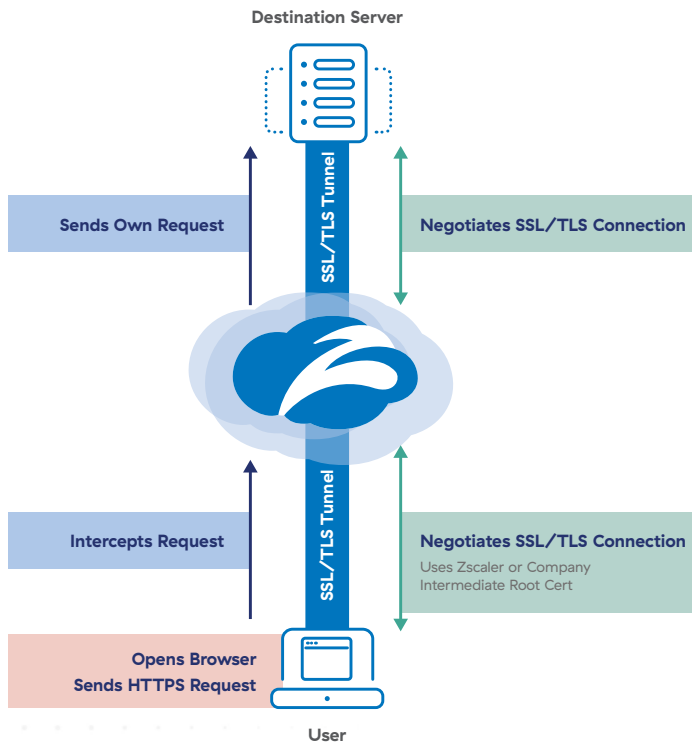 Destination Server
SSL/TLS Tunnel
Sends Own Request
Negotiates SSL/TLS Connection
SSL/TLS Tunnel
Intercepts Request
Negotiates SSL/TLS Connection
Uses Zscaler or Company
Intermediate Root Cert
Opens Browser
Sends HTTPS Request
User